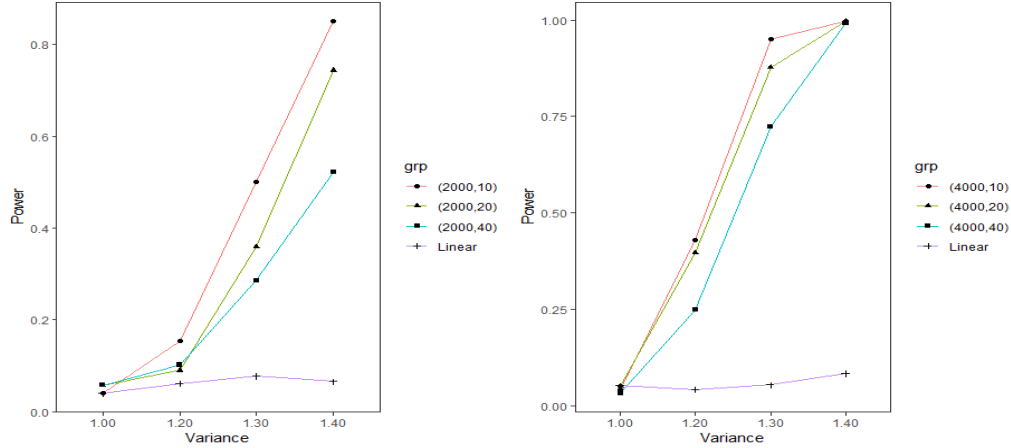 0.8
0.6
0.4
0.2
0.0
Power
1.00 1.20 1.30 1.40
Variance
grp
(2000,10)
(2000,20)
(2000,40)
Linear
1.00
0.75
0.50
0.25
0.00
Power
1.00 1.20 1.30 1.40
Variance
grp
(4000,10)
(4000,20)
(4000,40)
Linear